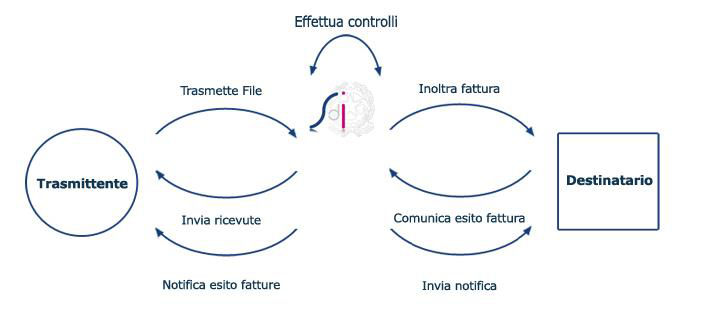 Effettua controlli
Trasmette File
Inoltra fattura
SdI
Trasmittente
Destinatario
Invia ricevute
Comunica esito fattura
Notifica esito fatture
Invia notifica